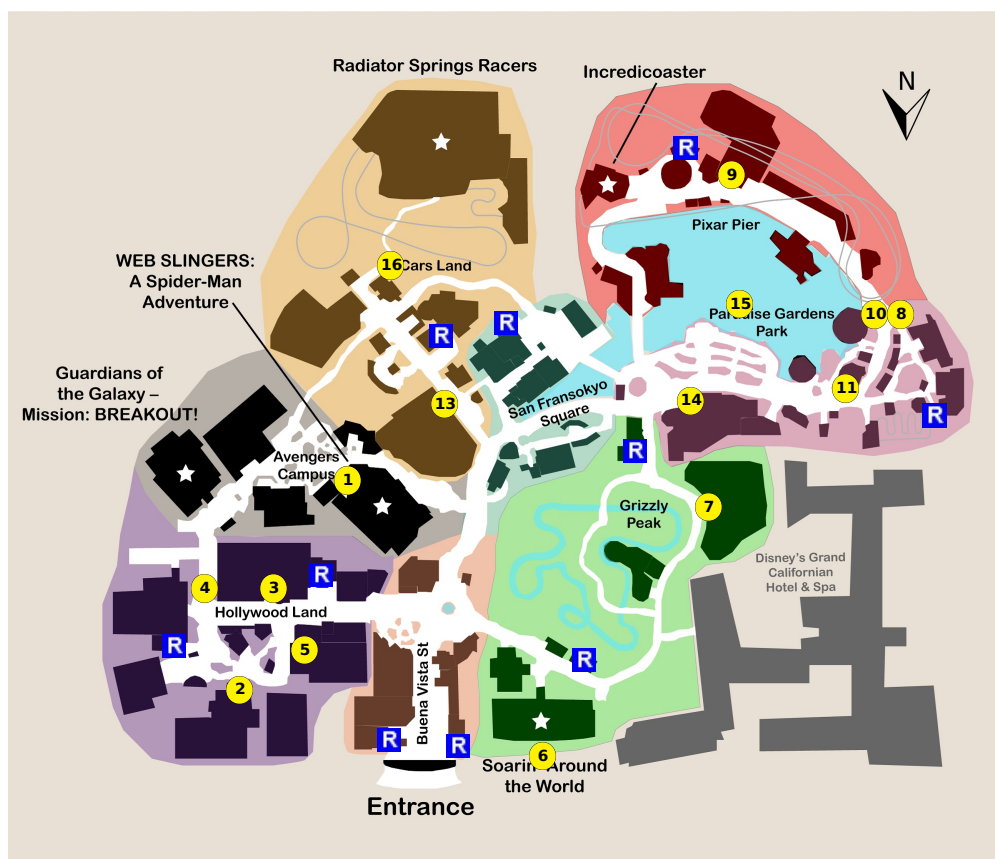 Radiator Springs Racers
Incredicoaster
N
R
9
Pixar Pier
WEB SLINGERS:
A Spider-Man
Adventure
16
Cars Land
15
Paradise Gardens
Park
10
8
R
R
Guardians of
the Galaxy –
Mission: BREAKOUT!
13
San Fransokyo
Square
14
11
R
Avengers
Campus
1
R
Grizzly
Peak
7
Disney's Grand
Californian
Hotel & Spa
4
3
R
Hollywood Land
R
5
2
Buena Vista St
R
R
R
6
Soarin' Around
the World
Entrance